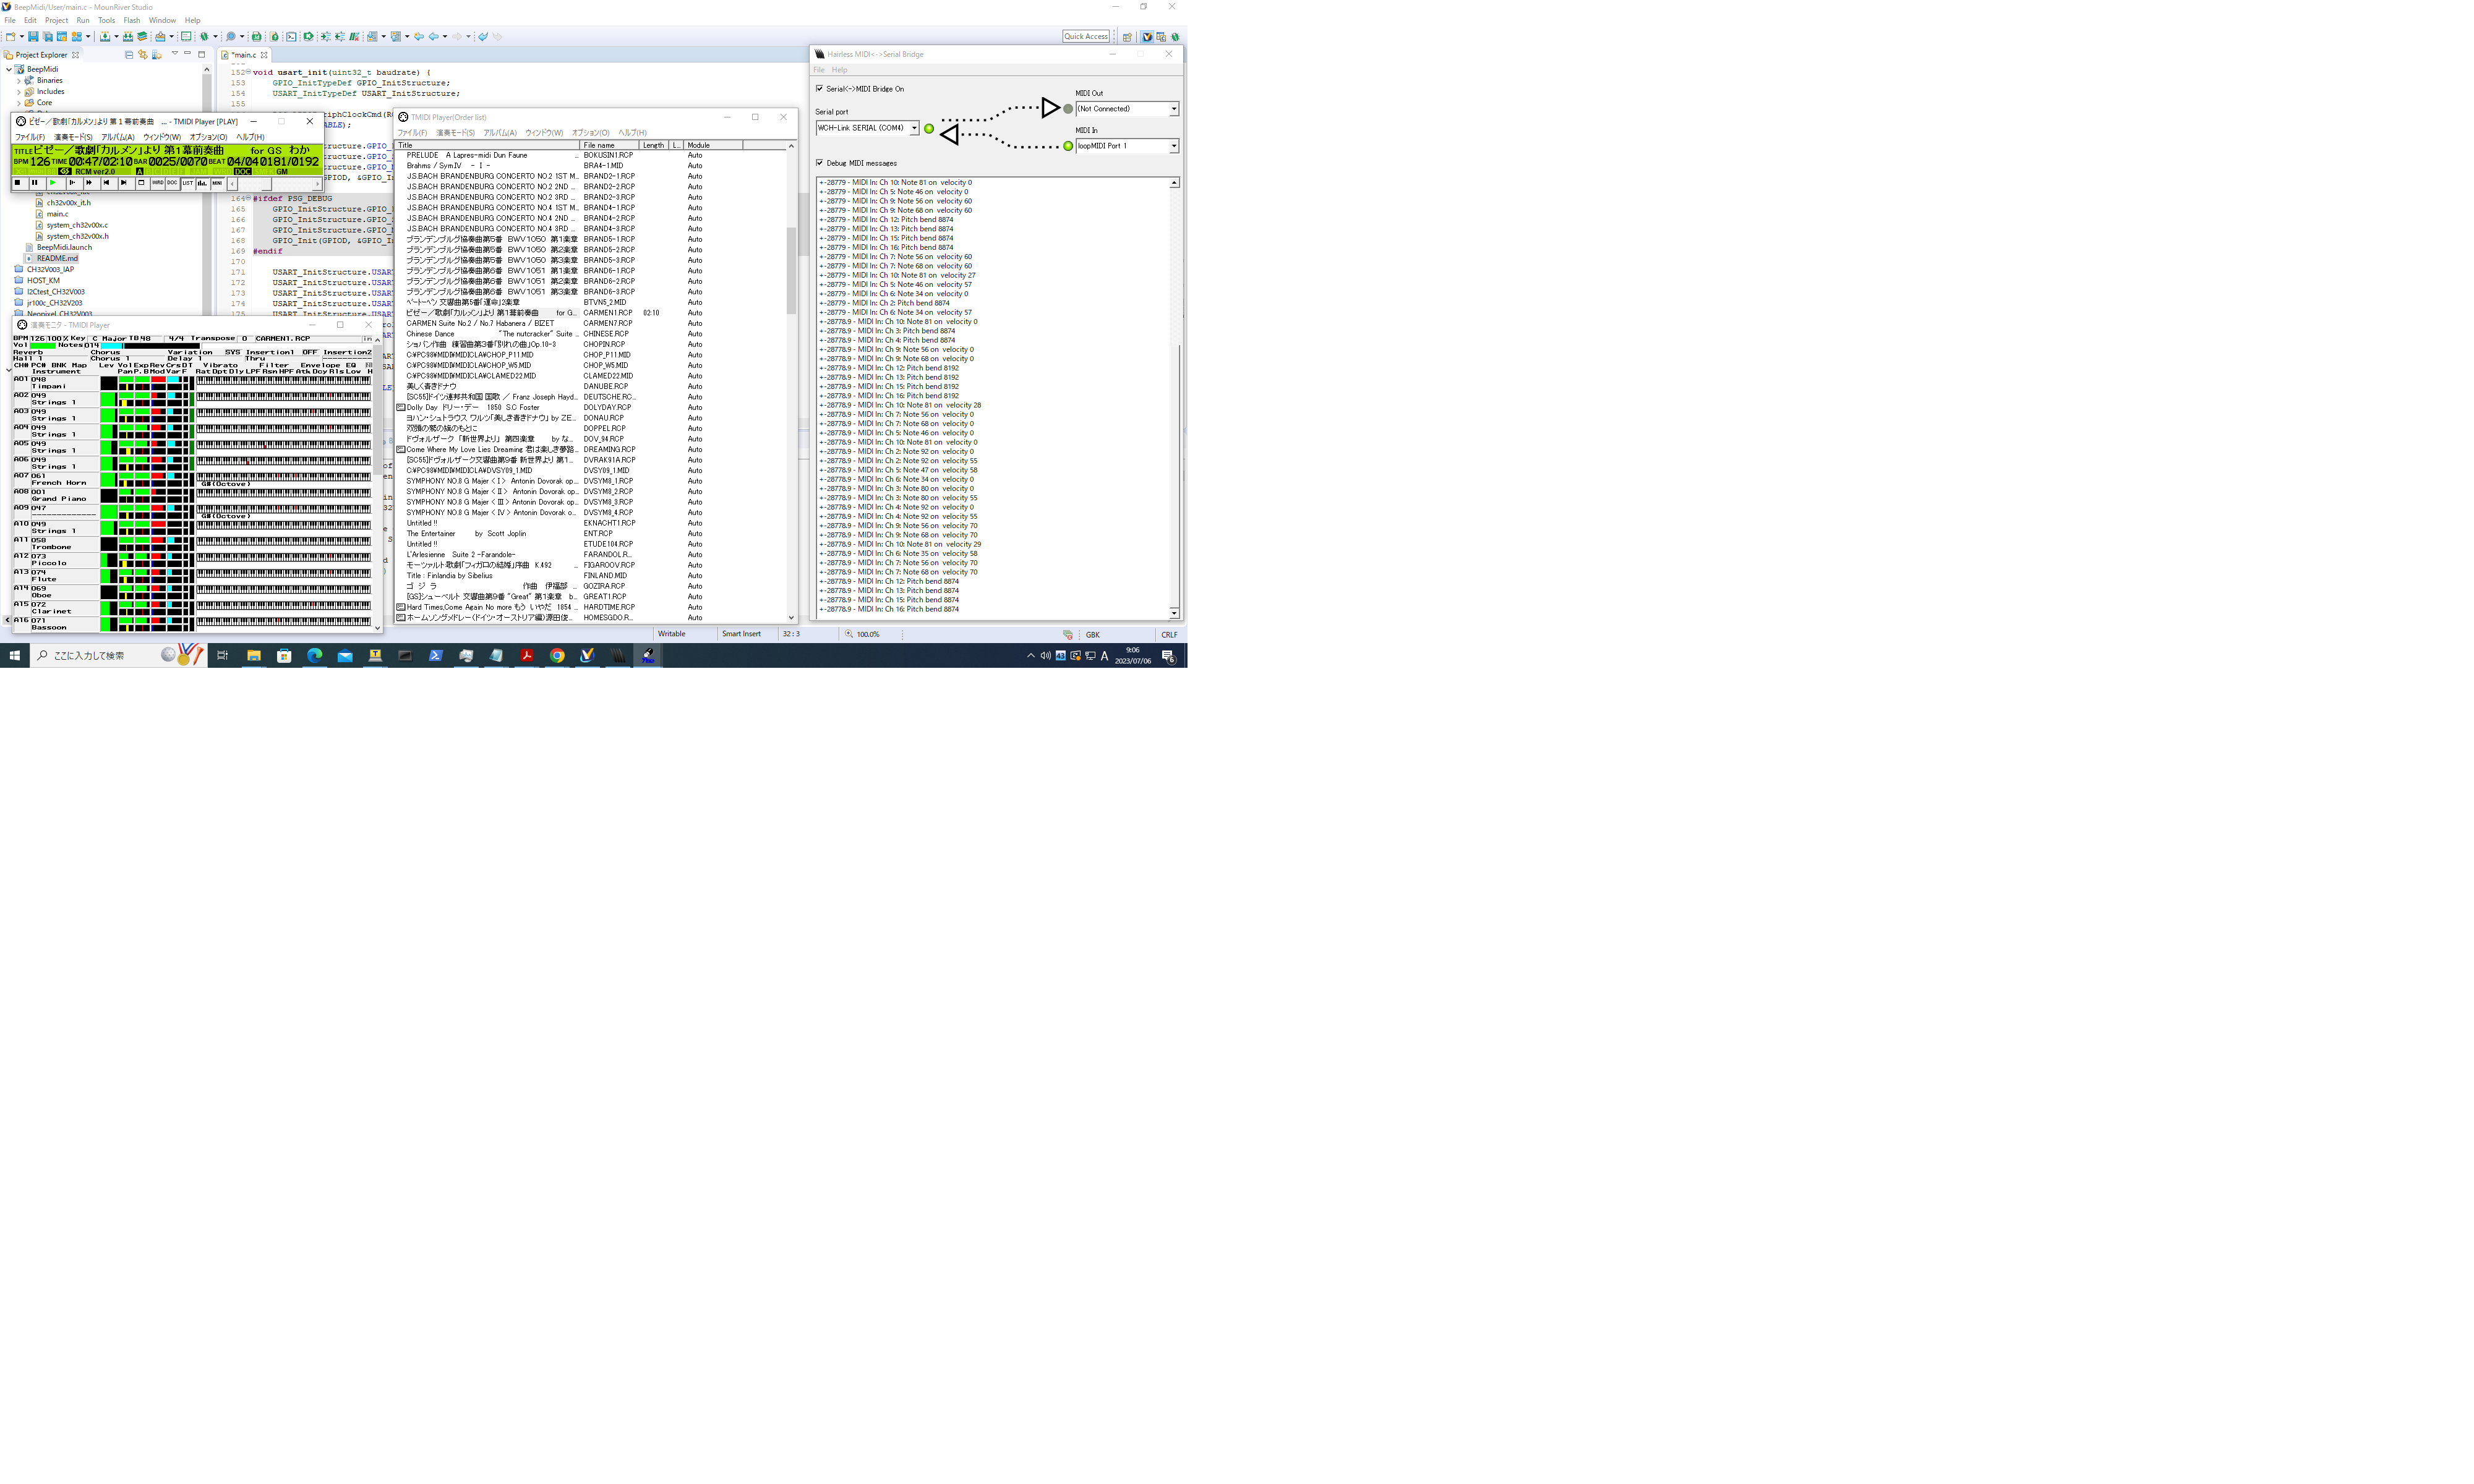 BeepMidi/User/main.c - MounRiver Studio
File Edit Project Run Tools Flash Window Help
Quick Access
Project Explorer
BeepMidi
Binaries
Includes
Core
ch32v00x_it.h
main.c
system_ch32v00x.c
system_ch32v00x.h
BeepMidi.launch
README.md
CH32V003_IAP
HOST_KM
I2Ctest_CH32V003
jr100c_CH32V203
Neopixel_CH32V003
*main.c
152 void usart_init(uint32_t baudrate) {
153 GPIO_InitTypeDef GPIO_InitStructure;
154 USART_InitTypeDef USART_InitStructure;
155
164 #ifdef PSG_DEBUG
165 GPIO_InitStructure.GPIO_
166 GPIO_InitStructure.GPIO_
167 GPIO_InitStructure.GPIO_
168 GPIO_Init(GPIOD, &GPIO_I
169 #endif
170
171 USART_InitStructure.USAR
172 USART_InitStructure.USAR
173 USART_InitStructure.USAR
174 USART_InitStructure.USAR
ビゼー／歌劇「カルメン」より 第１幕前奏曲 ... - TMIDI Player [PLAY]
ファイル(F) 演奏モード(S) アルバム(A) ウィンドウ(W) オプション(O) ヘルプ(H)
TITLE ビゼー／歌劇「カルメン」より 第１幕前奏曲 for GS わか
BPM 126 TIME 00:47/02:10 BAR 0025/0070 BEAT 04/04 0181/0192
RCM ver2.0 A DOC GM
WRD DOC LIST MINI
演奏モニタ - TMIDI Player
BPM 126 100% Key C Major TB48 4/4 Transpose 0 CARMEN1.RCP
Vol Notes014
Reverb Chorus Variation SYS Insertion1 OFF Insertion2
Hall 1 Chorus 1 Delay 1 Thru
CH# PC# BNK Map Lev Vol Exp Rev Crs DT Vibrato Filter Envelope EQ
Instrument Pan P.B Mod Var F Rat Dpt Dly LPF Rsn HPF Atk Dcy Rls Low H
A01 048
Timpani
A02 049
Strings 1
A03 049
Strings 1
A04 049
Strings 1
A05 049
Strings 1
A06 049
Strings 1
A07 061
French Horn G#(Octove)
A08 001
Grand Piano
A09 047
------------- G#(Octove)
A10 049
Strings 1
A11 058
Trombone
A12 073
Piccolo
A13 074
Flute
A14 069
Oboe
A15 072
Clarinet
A16 071
Bassoon
TMIDI Player(Order list)
ファイル(F) 演奏モード(S) アルバム(A) ウィンドウ(W) オプション(O) ヘルプ(H)
Title File name Length L... Module
PRELUDE A Lapres-midi Dun Faune ... BOKUSIN1.RCP Auto
Brahms / Sym.IV - I - BRA4-1.MID Auto
J.S.BACH BRANDENBURG CONCERTO NO.2 1ST M... BRAND2-1.RCP Auto
J.S.BACH BRANDENBURG CONCERTO NO.2 2ND ... BRAND2-2.RCP Auto
J.S.BACH BRANDENBURG CONCERTO NO.2 3RD ... BRAND2-3.RCP Auto
J.S.BACH BRANDENBURG CONCERTO NO.4 1ST M... BRAND4-1.RCP Auto
J.S.BACH BRANDENBURG CONCERTO NO.4 2ND ... BRAND4-2.RCP Auto
J.S.BACH BRANDENBURG CONCERTO NO.4 3RD ... BRAND4-3.RCP Auto
ブランデンブルグ協奏曲第5番 BWV1050 第1楽章 BRAND5-1.RCP Auto
ブランデンブルグ協奏曲第5番 BWV1050 第2楽章 BRAND5-2.RCP Auto
ブランデンブルグ協奏曲第5番 BWV1050 第3楽章 BRAND5-3.RCP Auto
ブランデンブルグ協奏曲第6番 BWV1051 第1楽章 BRAND6-1.RCP Auto
ブランデンブルグ協奏曲第6番 BWV1051 第2楽章 BRAND6-2.RCP Auto
ブランデンブルグ協奏曲第6番 BWV1051 第3楽章 BRAND6-3.RCP Auto
ベートーベン 交響曲第5番「運命」2楽章 BTVN5_2.MID Auto
ビゼー／歌劇「カルメン」より 第１幕前奏曲 for G... CARMEN1.RCP 02:10 Auto
CARMEN Suite No.2 / No.7 Habanera / BIZET CARMEN7.RCP Auto
Chinese Dance "The nutcracker" Suite ... CHINESE.RCP Auto
ショパン作曲 練習曲第3番「別れの曲」Op.10-3 CHOPIN.RCP Auto
C:¥PC98¥MIDI¥MIDICLA¥CHOP_P11.MID CHOP_P11.MID Auto
C:¥PC98¥MIDI¥MIDICLA¥CHOP_W5.MID CHOP_W5.MID Auto
C:¥PC98¥MIDI¥MIDICLA¥CLAMED22.MID CLAMED22.MID Auto
美しく青きドナウ DANUBE.RCP Auto
[SC55]ドイツ連邦共和国 国歌 ／ Franz Joseph Hayd... DEUTSCHE.RC... Auto
Dolly Day ドリー・デー 1850 S.C Foster DOLYDAY.RCP Auto
ヨハン・シュトラウス ワルツ「美しき青きドナウ」 by ZE... DONAU.RCP Auto
双頭の鷲の旗のもとに DOPPEL.RCP Auto
ドヴォルザーク 「新世界より」 第四楽章 by な... DOV_94.RCP Auto
Come Where My Love Lies Dreaming 君は楽しき夢路... DREAMING.RCP Auto
[SC55]ドヴォルザーク交響曲第9番 新世界より 第1... DVRAK91A.RCP Auto
C:¥PC98¥MIDI¥MIDICLA¥DVSY09_1.MID DVSY09_1.MID Auto
SYMPHONY NO.8 G Majer < I > Antonin Dovorak op... DVSYM8_1.RCP Auto
SYMPHONY NO.8 G Majer < II > Antonin Dovorak op... DVSYM8_2.RCP Auto
SYMPHONY NO.8 G Majer < III > Antonin Dovorak op... DVSYM8_3.RCP Auto
SYMPHONY NO.8 G Majer < IV > Antonin Dovorak o... DVSYM8_4.RCP Auto
Untitled !! EKNACHT1.RCP Auto
The Entertainer by Scott Joplin ENT.RCP Auto
Untitled !! ETUDE104.RCP Auto
L'Arlesienne Suite 2 -Farandole- FARANDOL.R... Auto
モーツァルト:歌劇「フィガロの結婚」序曲 K.492 ... FIGAROOV.RCP Auto
Title : Finlandia by Sibelius FINLAND.MID Auto
ゴ ジ ラ 作曲 伊福部 ... GOZIRA.RCP Auto
[GS]シューベルト 交響曲第9番 "Great" 第1楽章 b... GREAT1.RCP Auto
Hard Times,Come Again No more もう いやだ 1854 ... HARDTIME.RCP Auto
ホームソングメドレー(ドイツ・オーストリア編)源田俊... HOMESGDO.R... Auto
Hairless MIDI<->Serial Bridge
File Help
Serial<->MIDI Bridge On
MIDI Out
(Not Connected)
Serial port
WCH-Link SERIAL (COM4)
MIDI In
loopMIDI Port 1
Debug MIDI messages
+-28779 - MIDI In: Ch 10: Note 81 on velocity 0
+-28779 - MIDI In: Ch 5: Note 46 on velocity 0
+-28779 - MIDI In: Ch 9: Note 56 on velocity 60
+-28779 - MIDI In: Ch 9: Note 68 on velocity 60
+-28779 - MIDI In: Ch 12: Pitch bend 8874
+-28779 - MIDI In: Ch 13: Pitch bend 8874
+-28779 - MIDI In: Ch 15: Pitch bend 8874
+-28779 - MIDI In: Ch 16: Pitch bend 8874
+-28779 - MIDI In: Ch 7: Note 56 on velocity 60
+-28779 - MIDI In: Ch 7: Note 68 on velocity 60
+-28779 - MIDI In: Ch 10: Note 81 on velocity 27
+-28779 - MIDI In: Ch 5: Note 46 on velocity 57
+-28779 - MIDI In: Ch 6: Note 34 on velocity 0
+-28779 - MIDI In: Ch 2: Pitch bend 8874
+-28779 - MIDI In: Ch 6: Note 34 on velocity 57
+-28778.9 - MIDI In: Ch 10: Note 81 on velocity 0
+-28778.9 - MIDI In: Ch 3: Pitch bend 8874
+-28778.9 - MIDI In: Ch 4: Pitch bend 8874
+-28778.9 - MIDI In: Ch 9: Note 56 on velocity 0
+-28778.9 - MIDI In: Ch 9: Note 68 on velocity 0
+-28778.9 - MIDI In: Ch 12: Pitch bend 8192
+-28778.9 - MIDI In: Ch 13: Pitch bend 8192
+-28778.9 - MIDI In: Ch 15: Pitch bend 8192
+-28778.9 - MIDI In: Ch 16: Pitch bend 8192
+-28778.9 - MIDI In: Ch 10: Note 81 on velocity 28
+-28778.9 - MIDI In: Ch 7: Note 56 on velocity 0
+-28778.9 - MIDI In: Ch 7: Note 68 on velocity 0
+-28778.9 - MIDI In: Ch 5: Note 46 on velocity 0
+-28778.9 - MIDI In: Ch 10: Note 81 on velocity 0
+-28778.9 - MIDI In: Ch 2: Note 92 on velocity 0
+-28778.9 - MIDI In: Ch 2: Note 92 on velocity 55
+-28778.9 - MIDI In: Ch 5: Note 47 on velocity 58
+-28778.9 - MIDI In: Ch 6: Note 34 on velocity 0
+-28778.9 - MIDI In: Ch 3: Note 80 on velocity 0
+-28778.9 - MIDI In: Ch 3: Note 80 on velocity 55
+-28778.9 - MIDI In: Ch 4: Note 92 on velocity 0
+-28778.9 - MIDI In: Ch 4: Note 92 on velocity 55
+-28778.9 - MIDI In: Ch 9: Note 56 on velocity 70
+-28778.9 - MIDI In: Ch 9: Note 68 on velocity 70
+-28778.9 - MIDI In: Ch 10: Note 81 on velocity 29
+-28778.9 - MIDI In: Ch 6: Note 35 on velocity 58
+-28778.9 - MIDI In: Ch 7: Note 56 on velocity 70
+-28778.9 - MIDI In: Ch 7: Note 68 on velocity 70
+-28778.9 - MIDI In: Ch 12: Pitch bend 8874
+-28778.9 - MIDI In: Ch 13: Pitch bend 8874
+-28778.9 - MIDI In: Ch 15: Pitch bend 8874
+-28778.9 - MIDI In: Ch 16: Pitch bend 8874
Writable Smart Insert 32 : 3 100.0% GBK CRLF
ここに入力して検索
43 A
9:06
2023/07/06
6